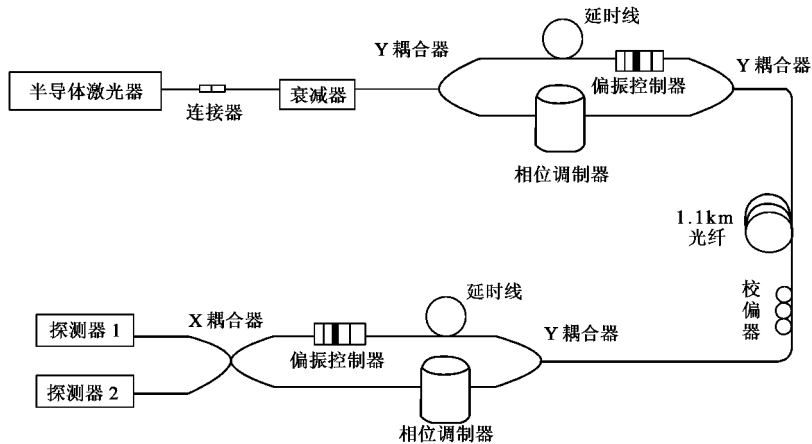 延时线
Y 耦合器
Y 耦合器
半导体激光器
连接器
衰减器
偏振控制器
相位调制器
1.1km
光纤
校
偏
器
延时线
探测器 1
X 耦合器
Y 耦合器
偏振控制器
探测器 2
相位调制器